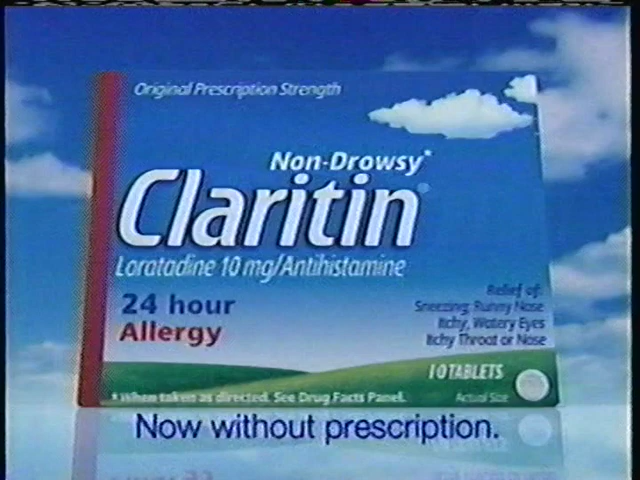 Original Prescription Strength
Non-Drowsy*
Claritin®
Loratadine 10 mg/Antihistamine
24 hour
Allergy
Relief of:
Sneezing, Runny Nose
Itchy, Watery Eyes
Itchy Throat or Nose
10 TABLETS
Actual Size
* When taken as directed. See Drug Facts Panel.
Now without prescription.